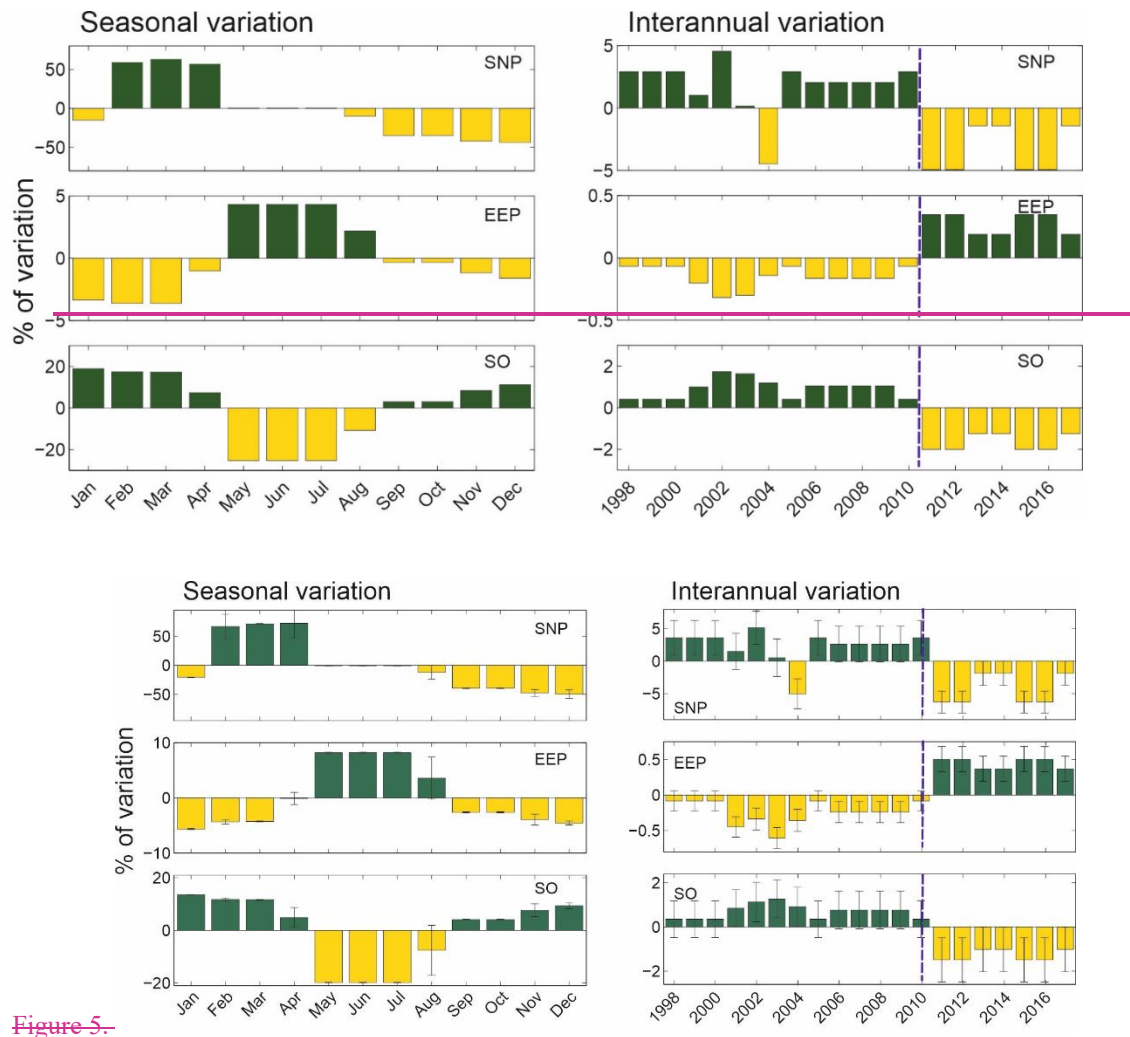 Seasonal variation
Interannual variation
50
0
−50
SNP
5
0
−5
SNP
% of variation
5
0
−5
EEP
0.5
0
−0.5
EEP
20
0
−20
SO
2
0
−2
SO
Jan Feb Mar Apr May Jun Jul Aug Sep Oct Nov Dec
1998 2000 2002 2004 2006 2008 2010 2012 2014 2016
Seasonal variation
Interannual variation
50
0
−50
SNP
5
0
−5
SNP
% of variation
10
0
−10
EEP
0.5
0
−0.5
EEP
20
0
−20
SO
2
0
−2
SO
Jan Feb Mar Apr May Jun Jul Aug Sep Oct Nov Dec
1998 2000 2002 2004 2006 2008 2010 2012 2014 2016
Figure 5.